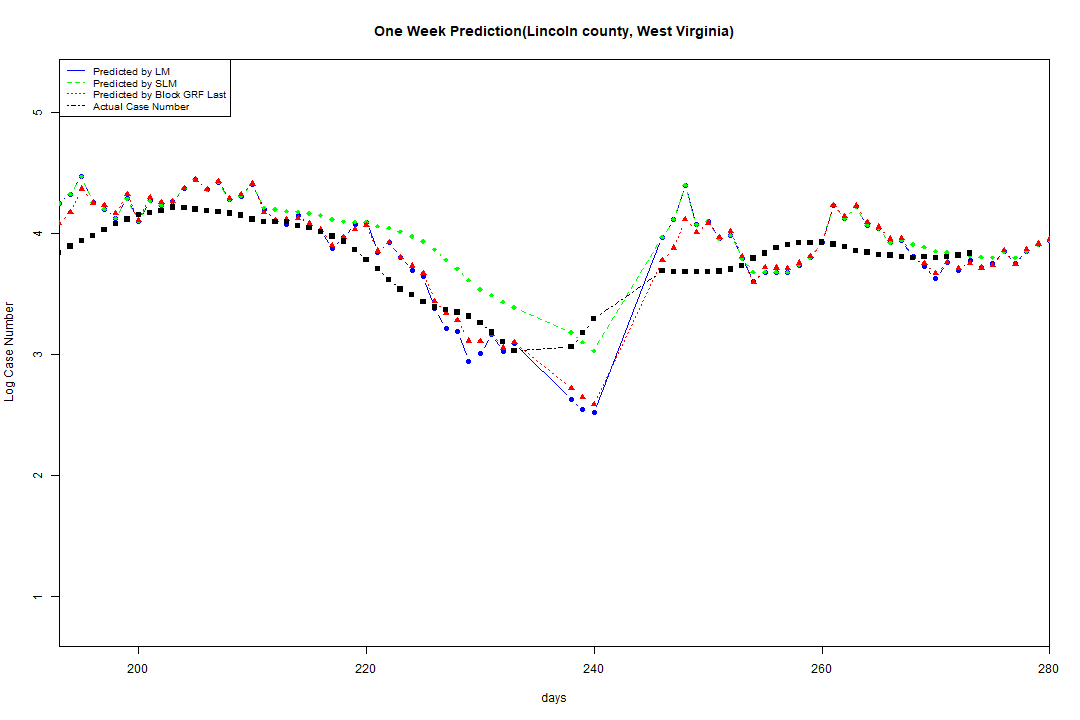 One Week Prediction(Lincoln county, West Virginia)
Predicted by LM
Predicted by SLM
Predicted by Block GRF Last
Actual Case Number
5
4
3
2
1
Log Case Number
200 220 240 260 280
days